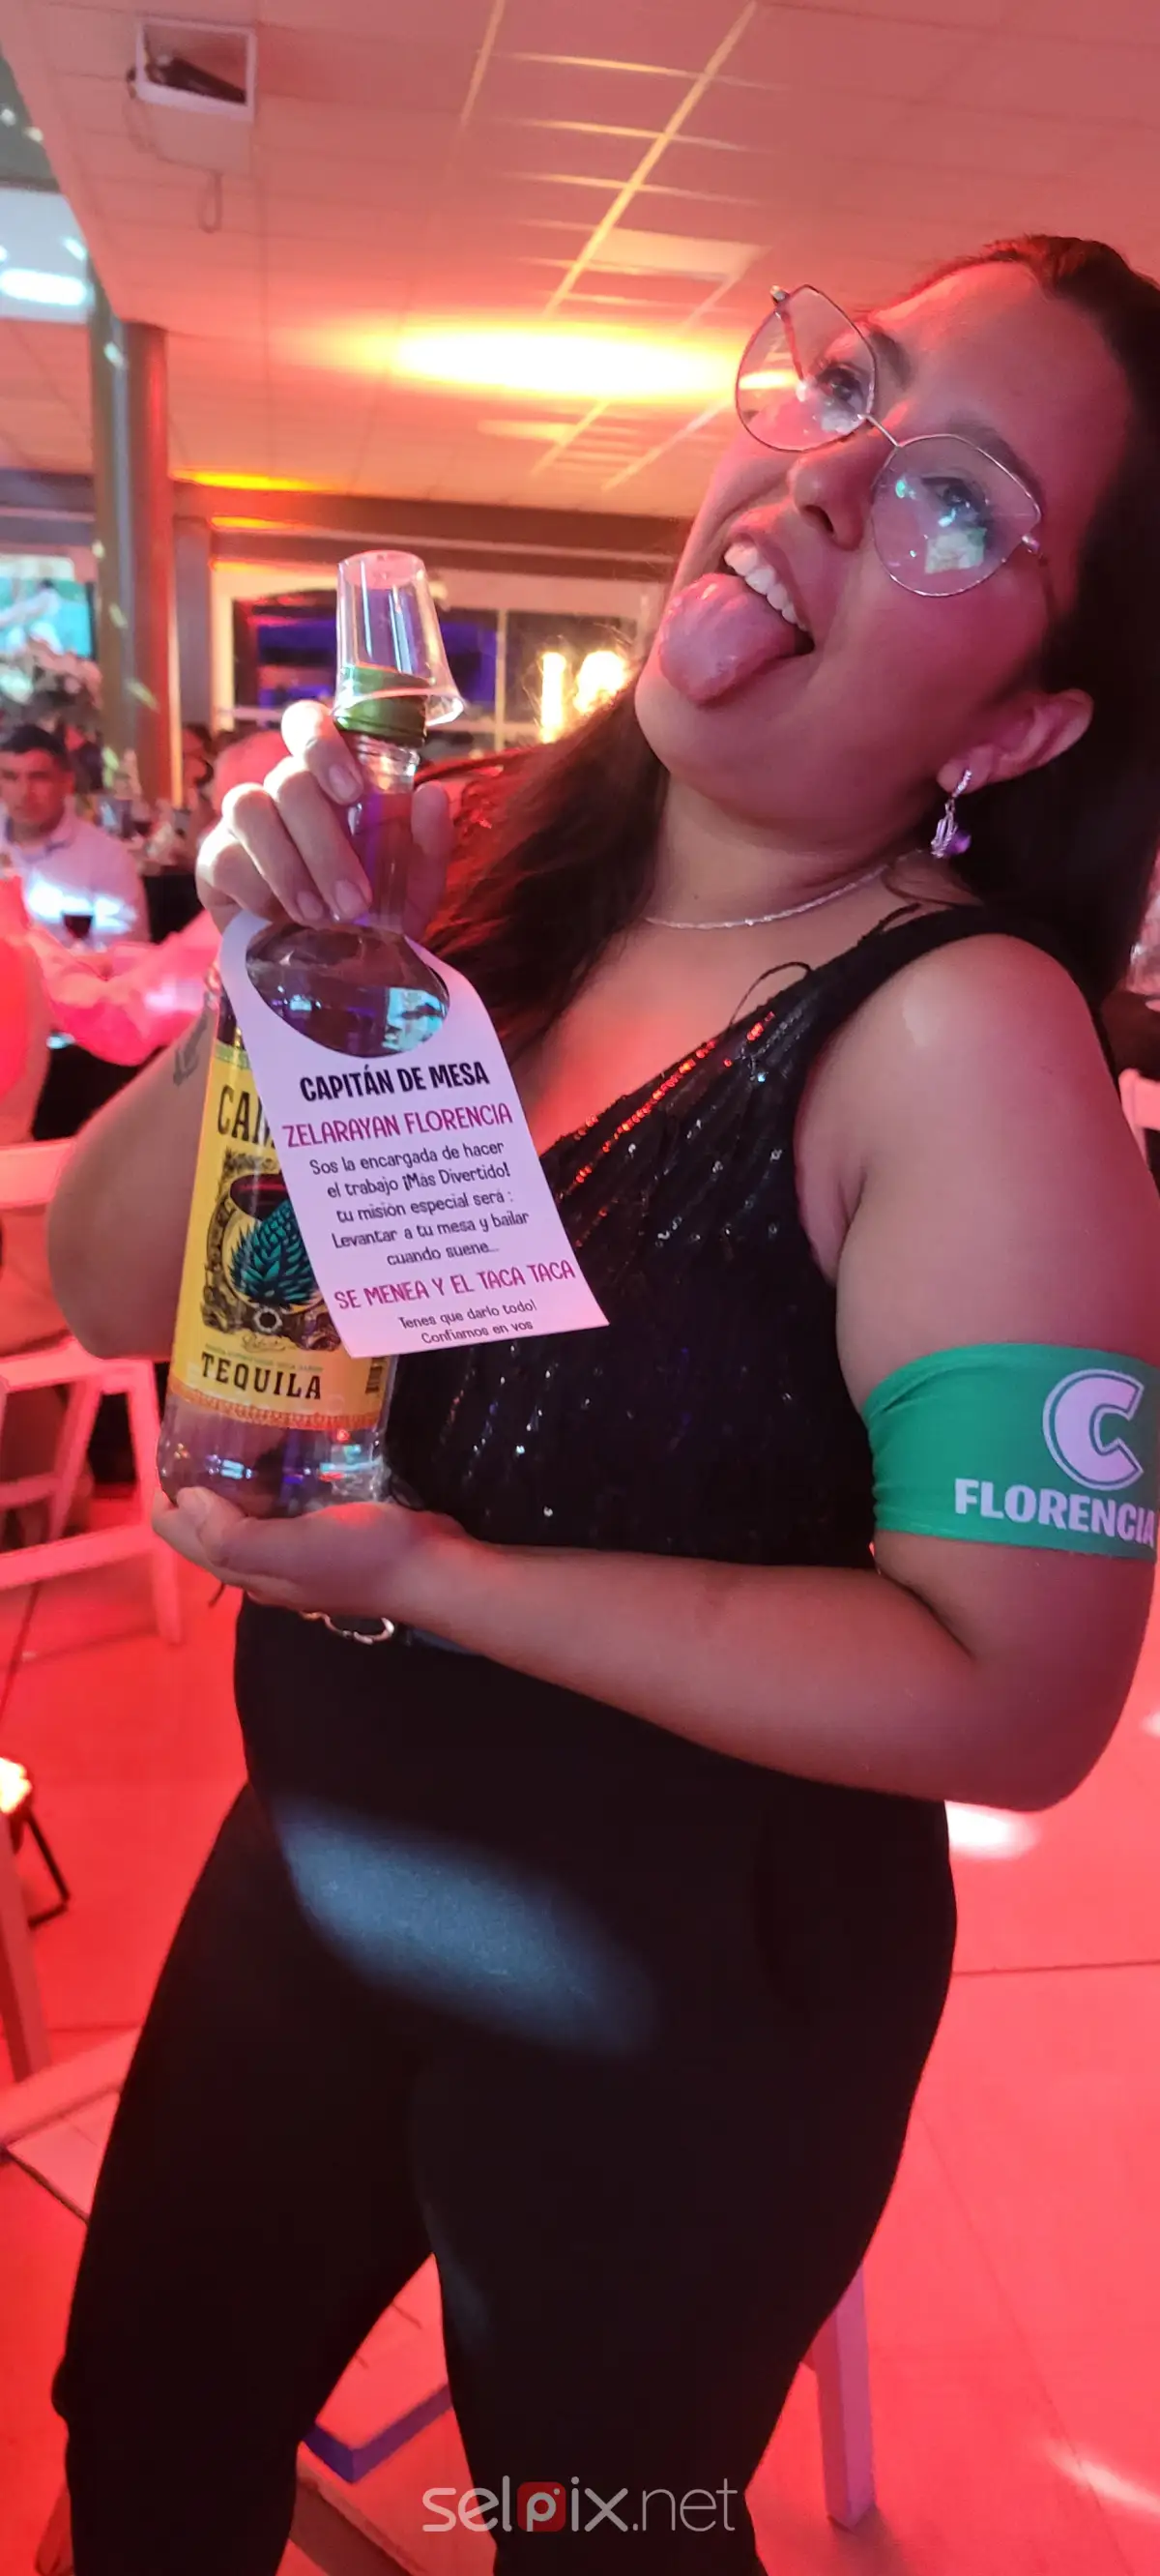 CAPITÁN DE MESA
ZELARAYAN FLORENCIA
Sos la encargada de hacer
el trabajo ¡Más Divertido!
tu misión especial será :
Levantar a tu mesa y bailar
cuando suene...
SE MENEA Y EL TACA TACA
Tenes que darlo todo!
Confiamos en vos
TEQUILA
C
FLORENCIA
selpix.net